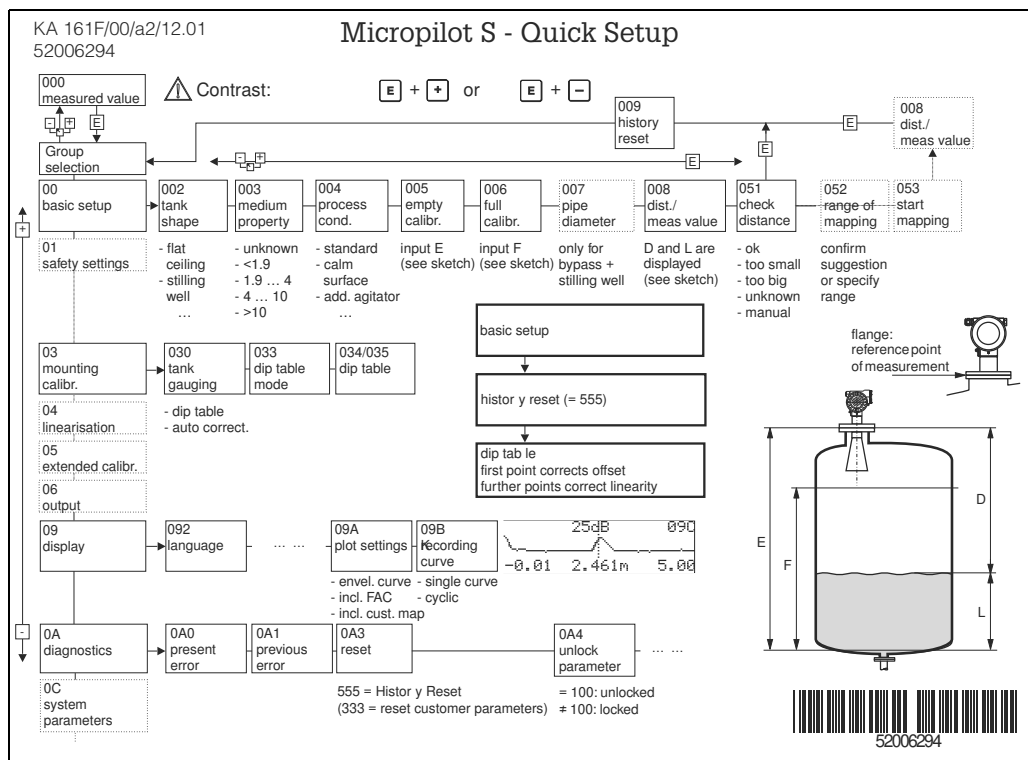 KA 161F/00/a2/12.01
52006294
Micropilot S - Quick Setup
000
measured value
Contrast:
E + + or E + -
- +
E
Group
selection
- +
E
009
history
reset
E
E
008
dist./
meas value
00
basic setup
002
tank
shape
003
medium
property
004
process
cond.
005
empty
calibr.
006
full
calibr.
007
pipe
diameter
008
dist./
meas value
051
check
distance
052
range of
mapping
053
start
mapping
+
01
safety settings
- flat
ceiling
- stilling
well
...
- unknown
- <1.9
- 1.9 ... 4
- 4 ... 10
- >10
- standard
- calm
surface
- add. agitator
...
input E
(see sketch)
input F
(see sketch)
only for
bypass +
stilling well
D and L are
displayed
(see sketch)
- ok
- too small
- too big
- unknown
- manual
confirm
suggestion
or specify
range
03
mounting
calibr.
030
tank
gauging
033
dip table
mode
034/035
dip table
- dip table
- auto correct.
basic setup
histor y reset (= 555)
dip tab le
first point corrects offset
further points correct linearity
flange:
reference point
of measurement
04
linearisation
05
extended calibr.
06
output
09
display
092
language
... ...
09A
plot settings
09B
recording
curve
25dB 09C
-0.01 2.461m 5.00
- envel. curve
- incl. FAC
- incl. cust. map
- single curve
- cyclic
E
F
D
L
-
0A
diagnostics
0A0
present
error
0A1
previous
error
0A3
reset
0A4
unlock
parameter
... ...
555 = Histor y Reset
(333 = reset customer parameters)
= 100: unlocked
≠ 100: locked
0C
system
parameters
52006294